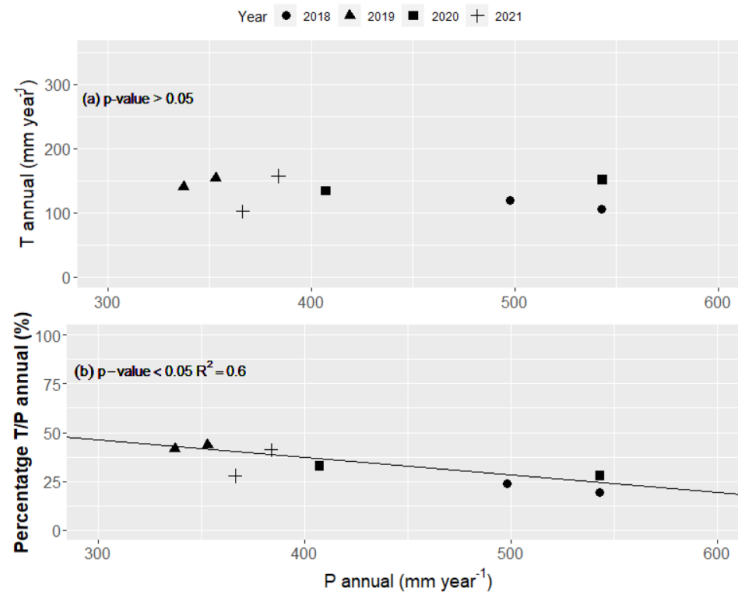 Year 2018 2019 2020 2021
T annual (mm year⁻¹)
300
200
100
0
(a) p-value > 0.05
300 400 500 600
Percentatge T/P annual (%)
100
75
50
25
0
(b) p−value < 0.05 R² = 0.6
300 400 500 600
P annual (mm year⁻¹)